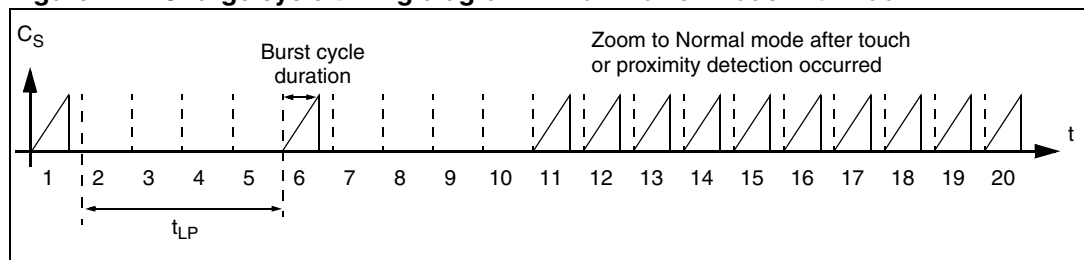 C_S
Burst cycle
duration
Zoom to Normal mode after touch
or proximity detection occurred
t
1 2 3 4 5 6 7 8 9 10 11 12 13 14 15 16 17 18 19 20
t_LP